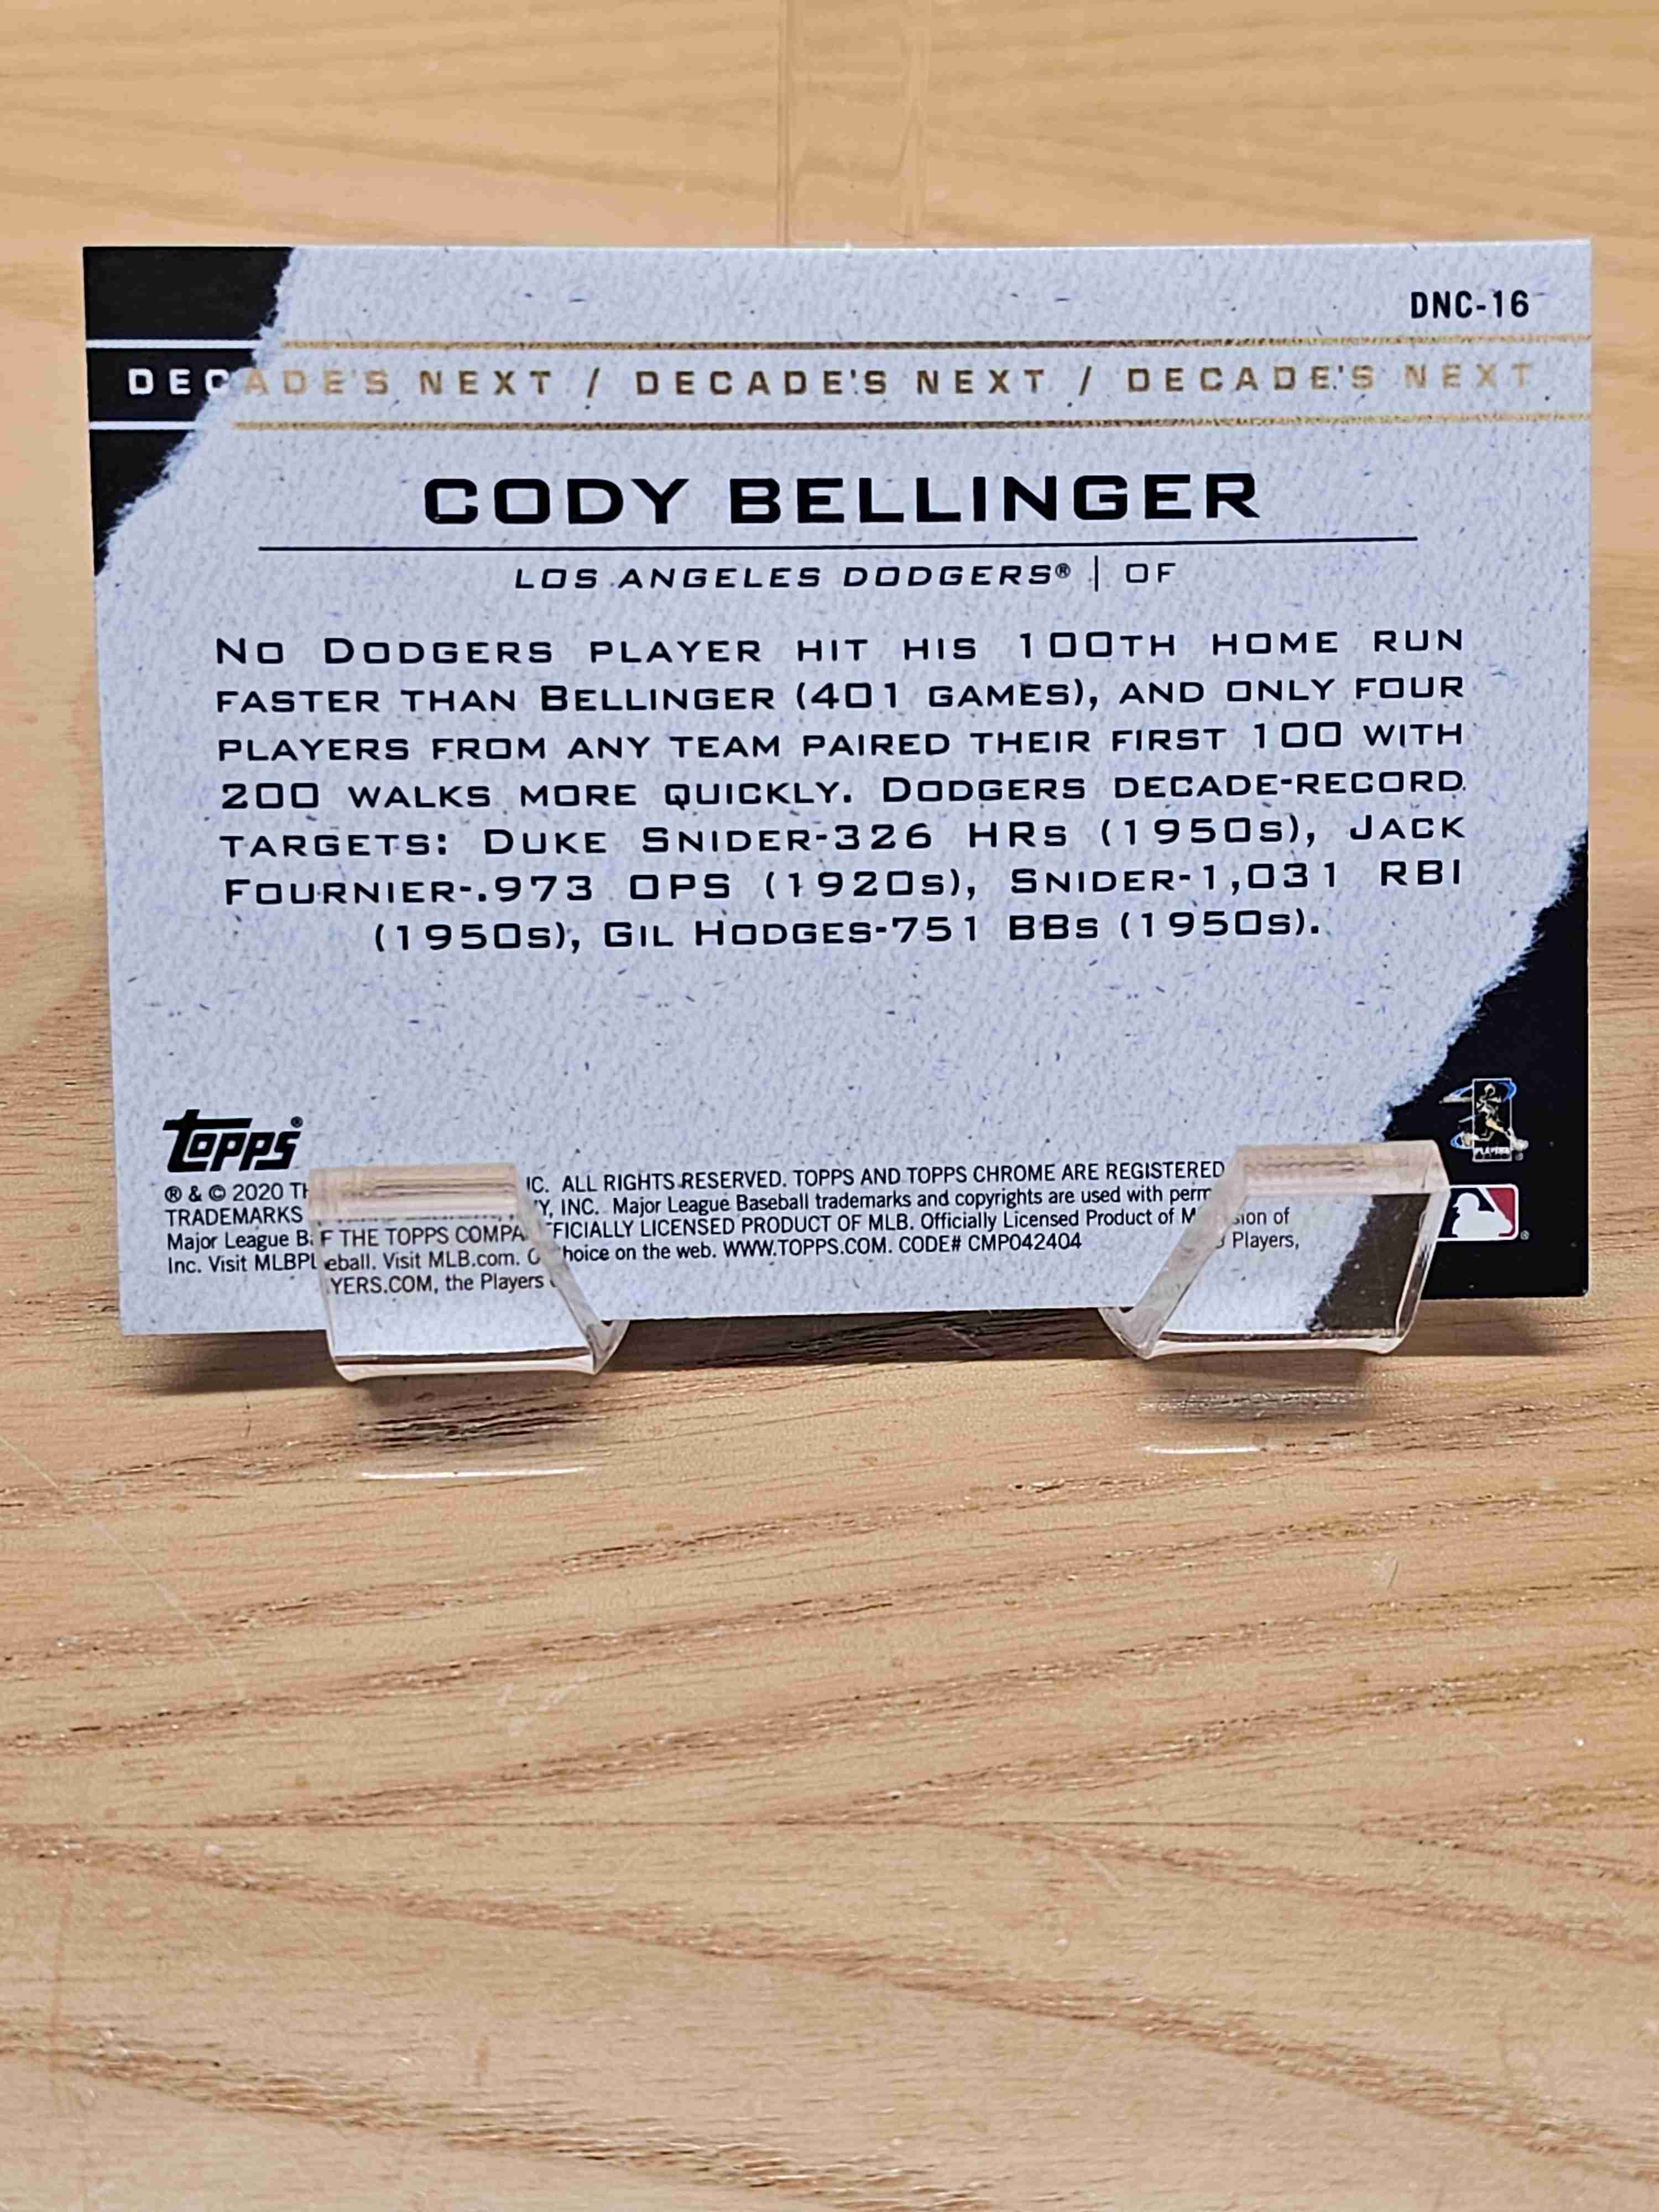 DNC-16
DECADE'S NEXT / DECADE'S NEXT / DECADE'S NEXT
CODY BELLINGER
LOS ANGELES DODGERS® | OF
NO DODGERS PLAYER HIT HIS 100TH HOME RUN
FASTER THAN BELLINGER (401 GAMES), AND ONLY FOUR
PLAYERS FROM ANY TEAM PAIRED THEIR FIRST 100 WITH
200 WALKS MORE QUICKLY. DODGERS DECADE-RECORD
TARGETS: DUKE SNIDER-326 HRS (1950S), JACK
FOURNIER-.973 OPS (1920S), SNIDER-1,031 RBI
(1950S), GIL HODGES-751 BBS (1950S).
topps®
® & © 2020 IC. ALL RIGHTS RESERVED. TOPPS AND TOPPS CHROME ARE REGISTERED
TRADEMARKS F THE TOPPS COMPA Y, INC. Major League Baseball trademarks and copyrights are used with perm sion of
Major League B eball. Visit MLB.com. O FFICIALLY LICENSED PRODUCT OF MLB. Officially Licensed Product of M Players,
Inc. Visit MLBPL YERS.COM, the Players hoice on the web. WWW.TOPPS.COM. CODE# CMP042404